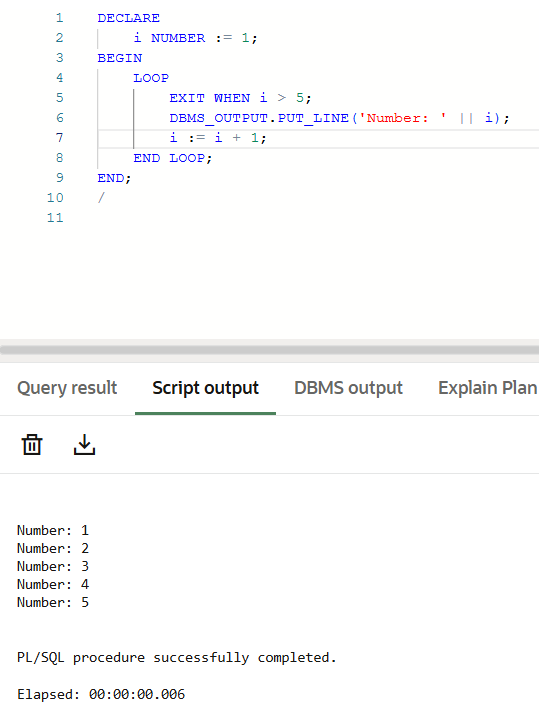 1 DECLARE
2 i NUMBER := 1;
3 BEGIN
4 LOOP
5 EXIT WHEN i > 5;
6 DBMS_OUTPUT.PUT_LINE('Number: ' || i);
7 i := i + 1;
8 END LOOP;
9 END;
10 /
11
Query result Script output DBMS output Explain Plan
Number: 1
Number: 2
Number: 3
Number: 4
Number: 5
PL/SQL procedure successfully completed.
Elapsed: 00:00:00.006